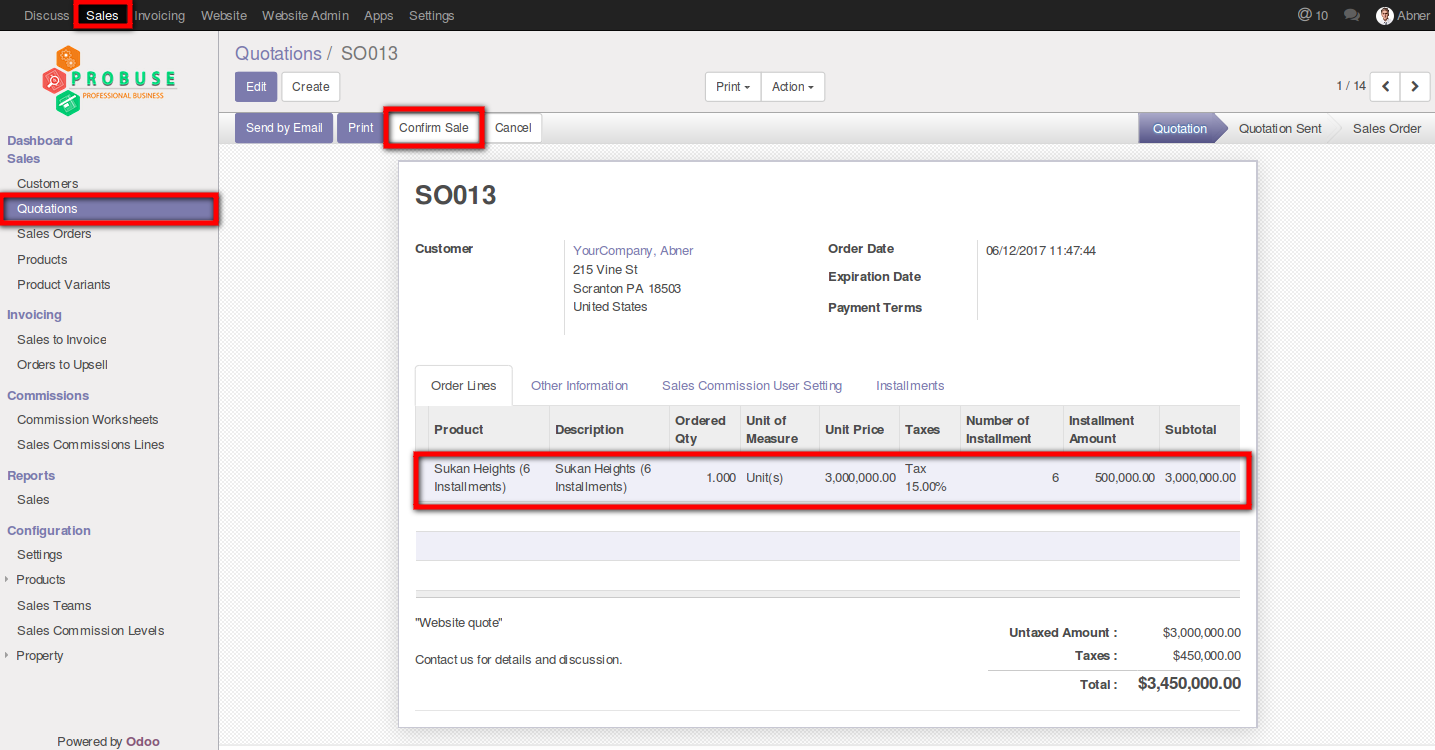 Discuss Sales Invoicing Website Website Admin Apps Settings @ 10 Abner
PROBUSE
PROFESSIONAL BUSINESS
Quotations / SO013
Edit Create Print Action 1 / 14
Send by Email Print Confirm Sale Cancel Quotation Quotation Sent Sales Order
Dashboard
Sales
Customers
Quotations
Sales Orders
Products
Product Variants
Invoicing
Sales to Invoice
Orders to Upsell
Commissions
Commission Worksheets
Sales Commissions Lines
Reports
Sales
Configuration
Settings
Products
Sales Teams
Sales Commission Levels
Property
Powered by Odoo
SO013
Customer
YourCompany, Abner
215 Vine St
Scranton PA 18503
United States
Order Date 06/12/2017 11:47:44
Expiration Date
Payment Terms
Order Lines Other Information Sales Commission User Setting Installments
Product Description Ordered Qty Unit of Measure Unit Price Taxes Number of Installment Installment Amount Subtotal
Sukan Heights (6 Installments) Sukan Heights (6 Installments) 1.000 Unit(s) 3,000,000.00 Tax 15.00% 6 500,000.00 3,000,000.00
"Website quote"
Contact us for details and discussion.
Untaxed Amount : $3,000,000.00
Taxes : $450,000.00
Total : $3,450,000.00